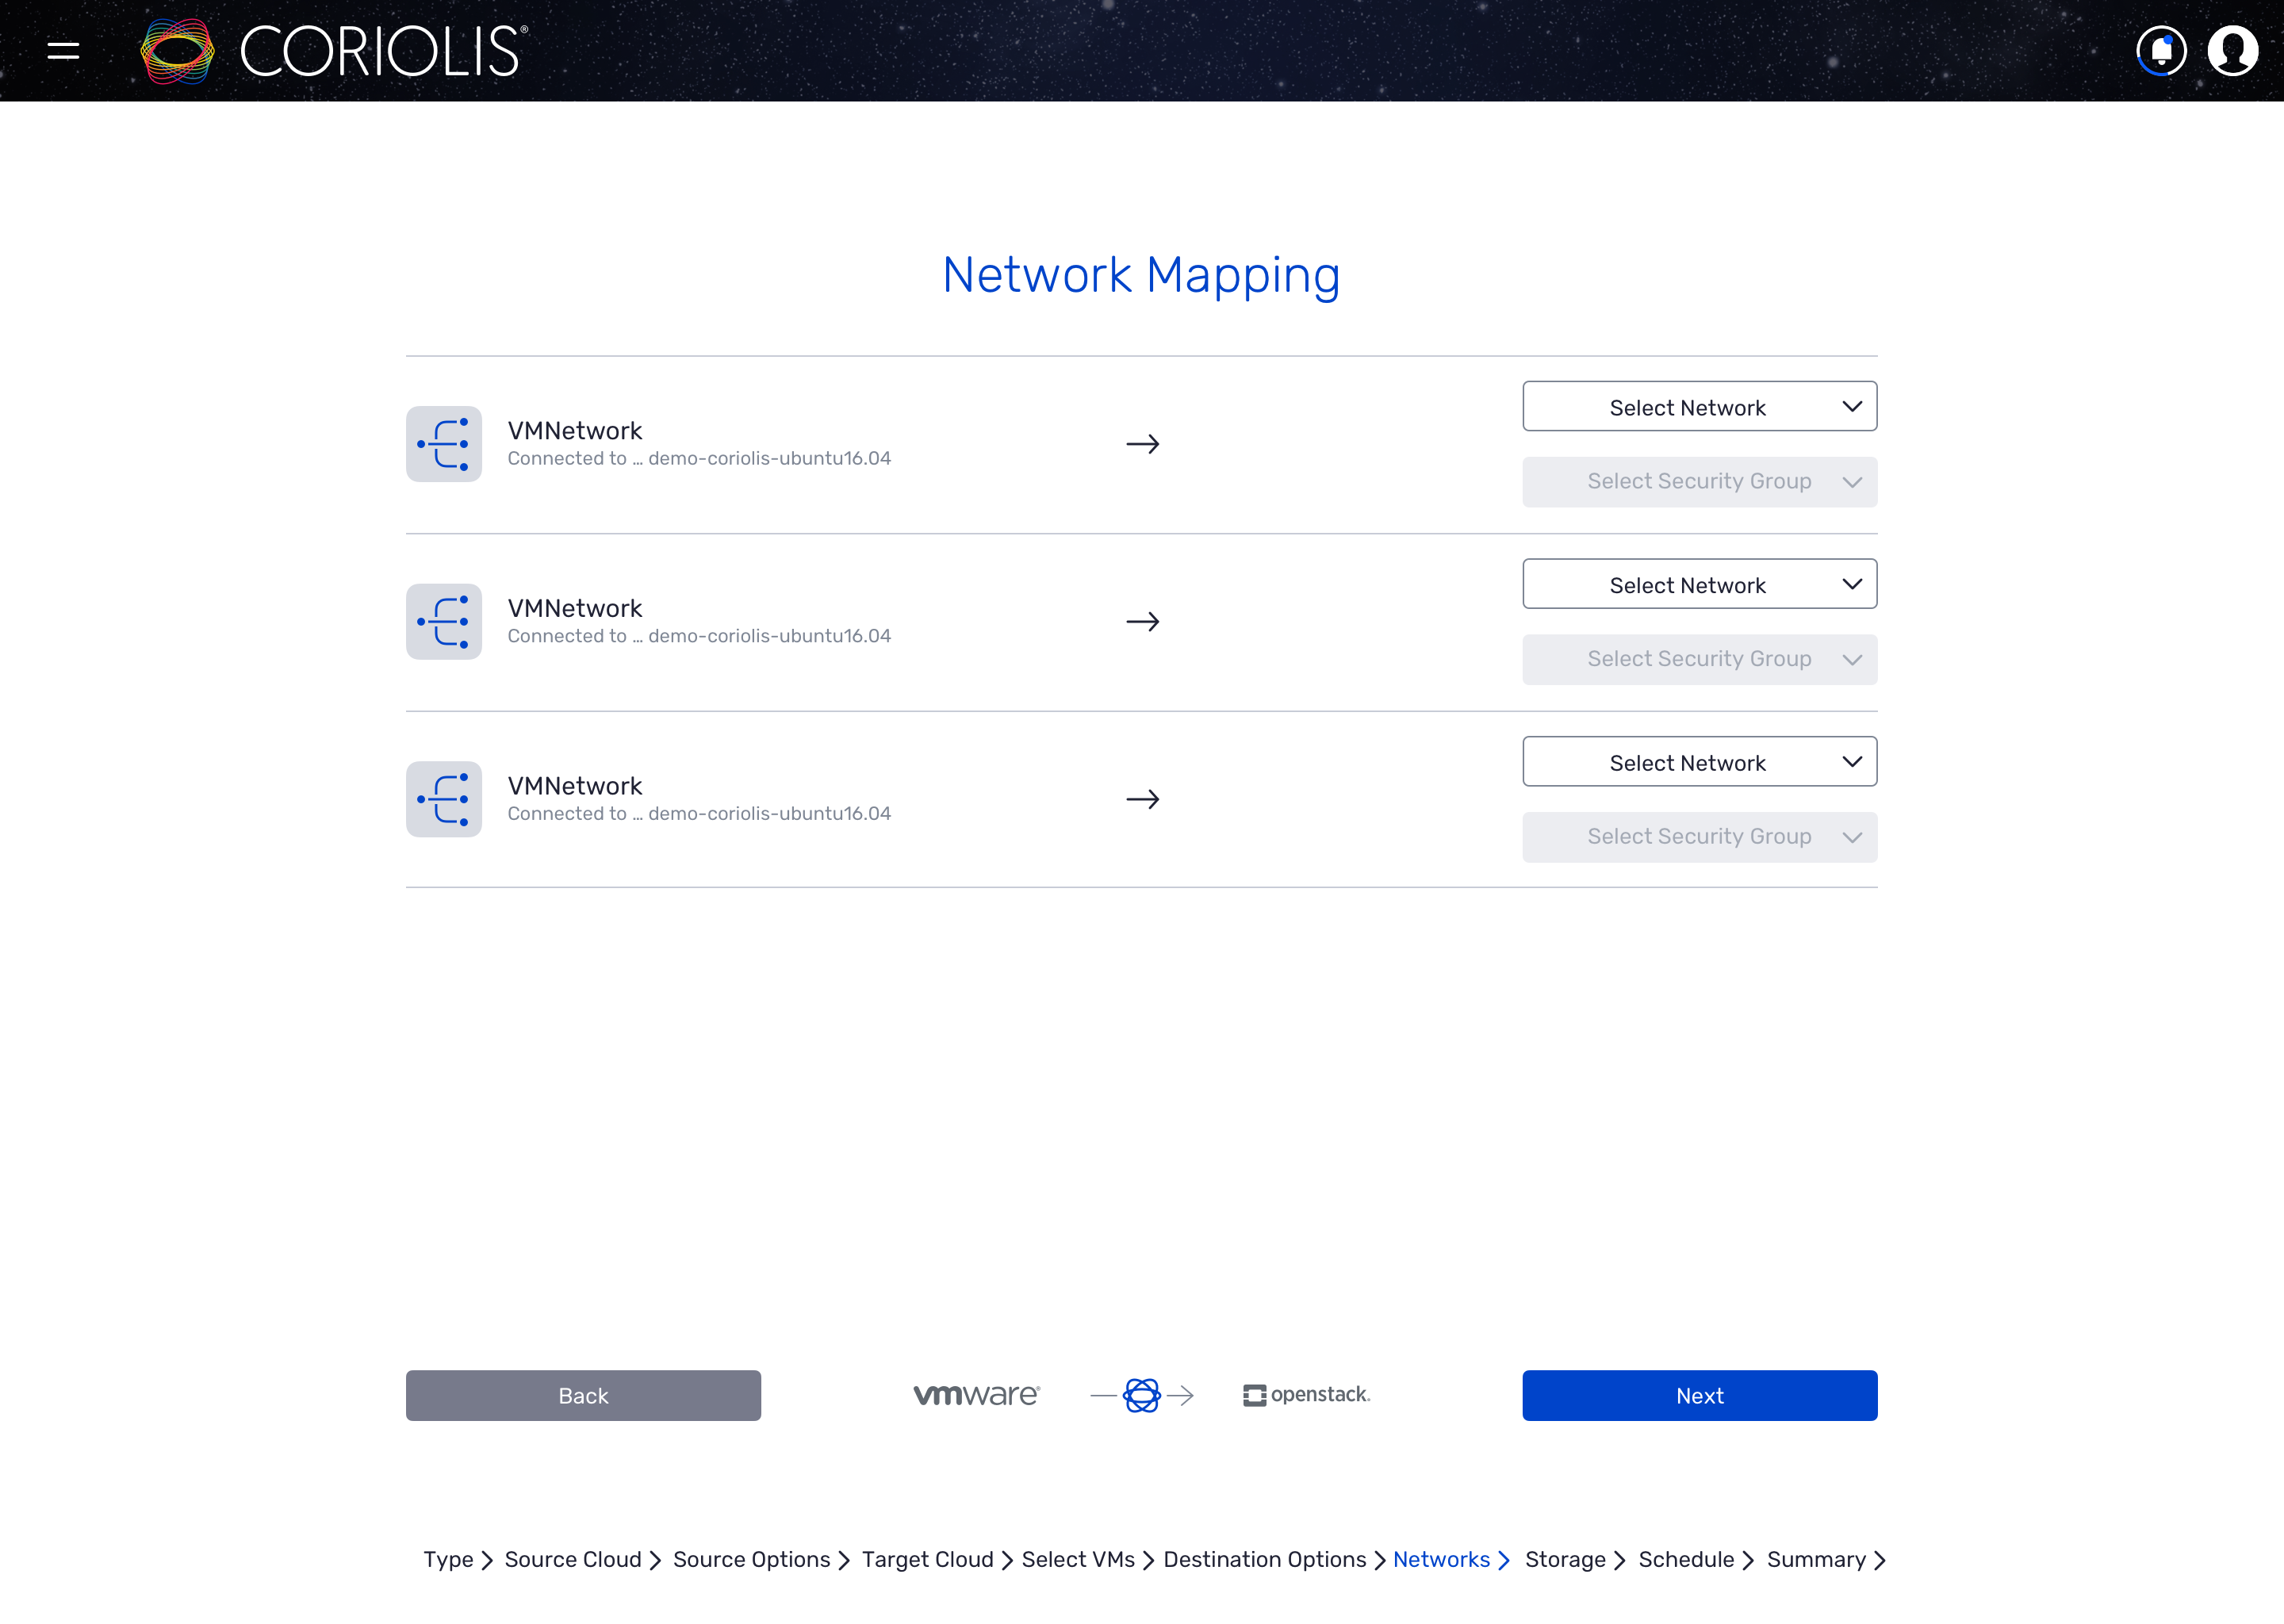 CORIOLIS®
Network Mapping
VMNetwork
Connected to ... demo-coriolis-ubuntu16.04
Select Network
Select Security Group
VMNetwork
Connected to ... demo-coriolis-ubuntu16.04
Select Network
Select Security Group
VMNetwork
Connected to ... demo-coriolis-ubuntu16.04
Select Network
Select Security Group
Back
vmware®
openstack.
Next
Type
Source Cloud
Source Options
Target Cloud
Select VMs
Destination Options
Networks
Storage
Schedule
Summary